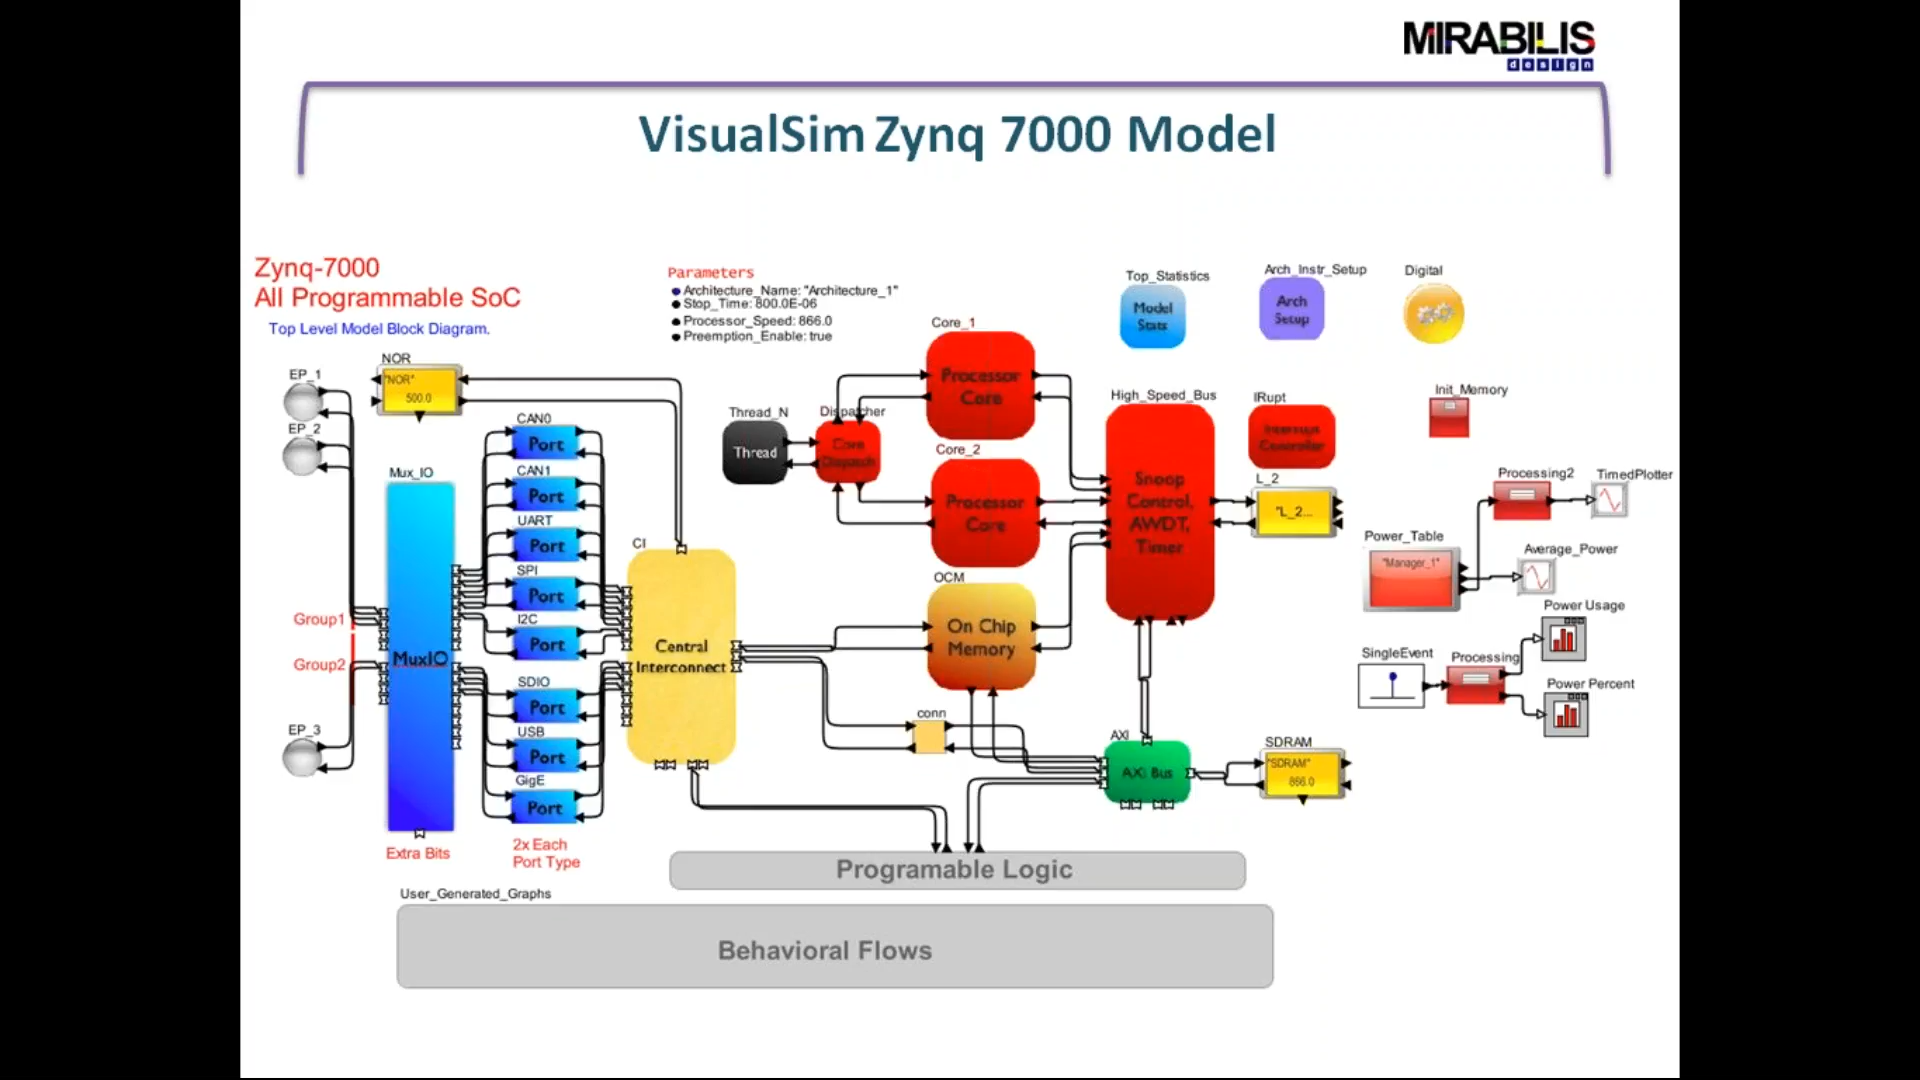 MIRABILIS
design
VisualSim Zynq 7000 Model
Zynq-7000
All Programmable SoC
Top Level Model Block Diagram.
Parameters
Architecture_Name: "Architecture_1"
Stop_Time: 800.0E-06
Processor_Speed: 866.0
Preemption_Enable: true
Top_Statistics
Model
Stats
Arch_Instr_Setup
Arch
Setup
Digital
EP_1
EP_2
EP_3
NOR
"NOR"
500.0
Mux_IO
MuxIO
Group1
Group2
Extra Bits
CAN0
Port
CAN1
Port
UART
Port
SPI
Port
I2C
Port
SDIO
Port
USB
Port
GigE
Port
2x Each
Port Type
CI
Central
Interconnect
Thread_N
Thread
Dispatcher
Core
Dispatch
Core_1
Processor
Core
Core_2
Processor
Core
OCM
On Chip
Memory
conn
High_Speed_Bus
Snoop
Control,
AWDT,
Timer
IRupt
Interrupt
Controller
L_2
"L_2...
AXI
AXI Bus
SDRAM
"SDRAM"
866.0
Init_Memory
Processing2
TimedPlotter
Power_Table
"Manager_1"
Average_Power
Power Usage
SingleEvent
Processing
Power Percent
Programable Logic
User_Generated_Graphs
Behavioral Flows